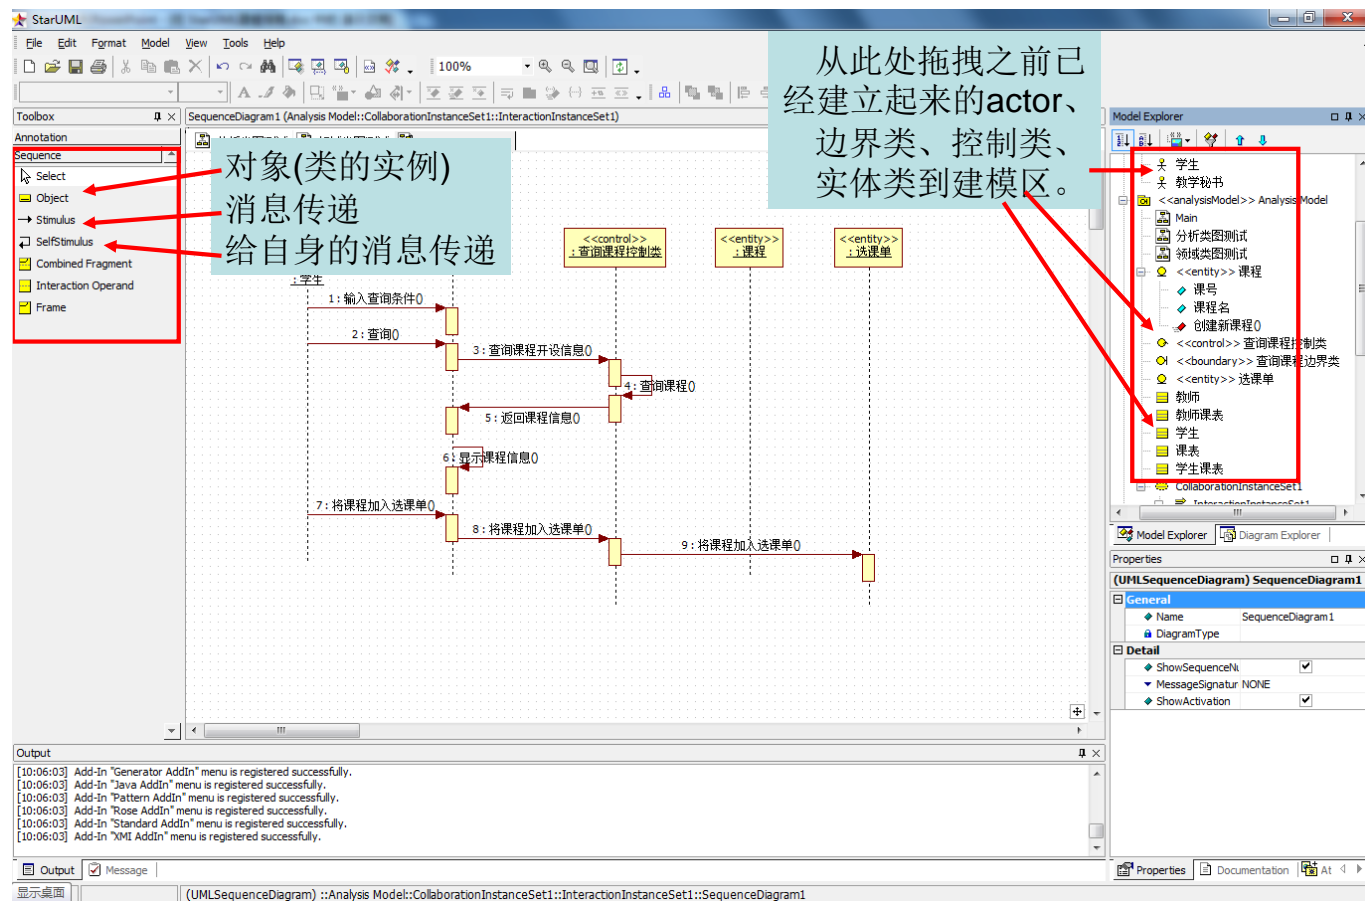 StarUML
File Edit Format Model View Tools Help
100%
从此处拖拽之前已
经建立起来的actor、
边界类、控制类、
实体类到建模区。
Toolbox
Annotation
Sequence
Select
Object
Stimulus
SelfStimulus
Combined Fragment
Interaction Operand
Frame
SequenceDiagram1 (Analysis Model::CollaborationInstanceSet1::InteractionInstanceSet1)
对象(类的实例)
消息传递
给自身的消息传递
<<control>>
: 查询课程控制类
<<entity>>
: 课程
<<entity>>
: 选课单
: 学生
1 : 输入查询条件()
2 : 查询()
3 : 查询课程开设信息()
4 : 查询课程()
5 : 返回课程信息()
6 : 显示课程信息()
7 : 将课程加入选课单()
8 : 将课程加入选课单()
9 : 将课程加入选课单()
Model Explorer
学生
教学秘书
<<analysisModel>> Analysis Model
Main
分析类图测试
领域类图测试
<<entity>> 课程
课号
课程名
创建新课程()
<<control>> 查询课程控制类
<<boundary>> 查询课程边界类
<<entity>> 选课单
教师
教师课表
学生
课表
学生课表
CollaborationInstanceSet1
InteractionInstanceSet1
Model Explorer Diagram Explorer
Properties
(UMLSequenceDiagram) SequenceDiagram1
General
Name SequenceDiagram1
DiagramType
Detail
ShowSequenceNu
MessageSignatur NONE
ShowActivation
Output
[10:06:03] Add-In "Generator AddIn" menu is registered successfully.
[10:06:03] Add-In "Java AddIn" menu is registered successfully.
[10:06:03] Add-In "Pattern AddIn" menu is registered successfully.
[10:06:03] Add-In "Rose AddIn" menu is registered successfully.
[10:06:03] Add-In "Standard AddIn" menu is registered successfully.
[10:06:03] Add-In "XMI AddIn" menu is registered successfully.
Output Message
Properties Documentation At
显示桌面
(UMLSequenceDiagram) ::Analysis Model::CollaborationInstanceSet1::InteractionInstanceSet1::SequenceDiagram1